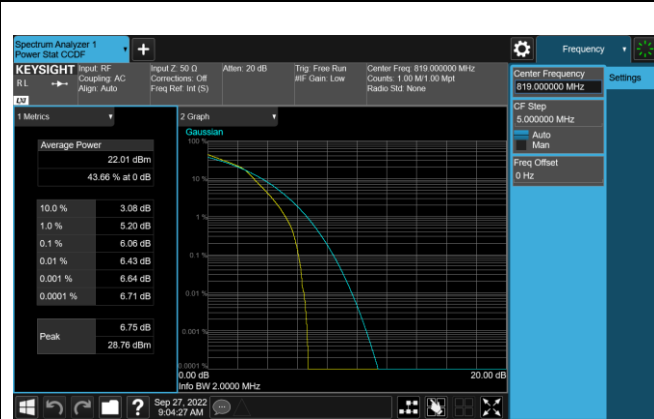 Spectrum Analyzer 1
Power Stat CCDF
+
Frequency
KEYSIGHT
RL
LXI
Input: RF
Coupling: AC
Align: Auto
Input Z: 50 Ω
Corrections: Off
Freq Ref: Int (S)
Atten: 20 dB
Trig: Free Run
#IF Gain: Low
Center Freq: 819.000000 MHz
Counts: 1.00 M/1.00 Mpt
Radio Std: None
Center Frequency
819.000000 MHz
Settings
CF Step
5.000000 MHz
Auto
Man
Freq Offset
0 Hz
1 Metrics
Average Power
22.01 dBm
43.66 % at 0 dB
10.0 % 3.08 dB
1.0 % 5.20 dB
0.1 % 6.06 dB
0.01 % 6.43 dB
0.001 % 6.64 dB
0.0001 % 6.71 dB
Peak
6.75 dB
28.76 dBm
2 Graph
Gaussian
100 %
10 %
1 %
0.1 %
0.01 %
0.001 %
0.0001 %
0.00 dB 20.00 dB
Info BW 2.0000 MHz
?
Sep 27, 2022
9:04:27 AM